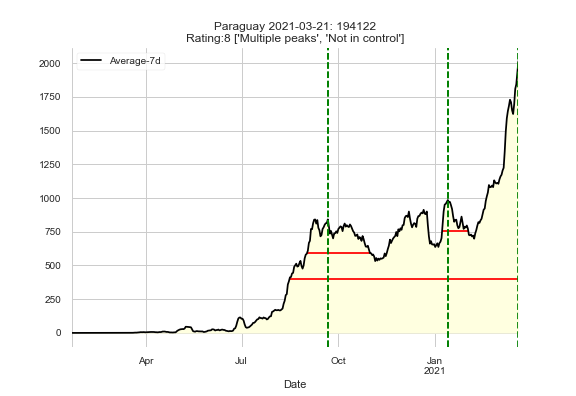 Paraguay 2021-03-21: 194122
Rating:8 ['Multiple peaks', 'Not in control']
Average-7d
2000
1750
1500
1250
1000
750
500
250
0
Apr
Jul
Oct
Jan
2021
Date